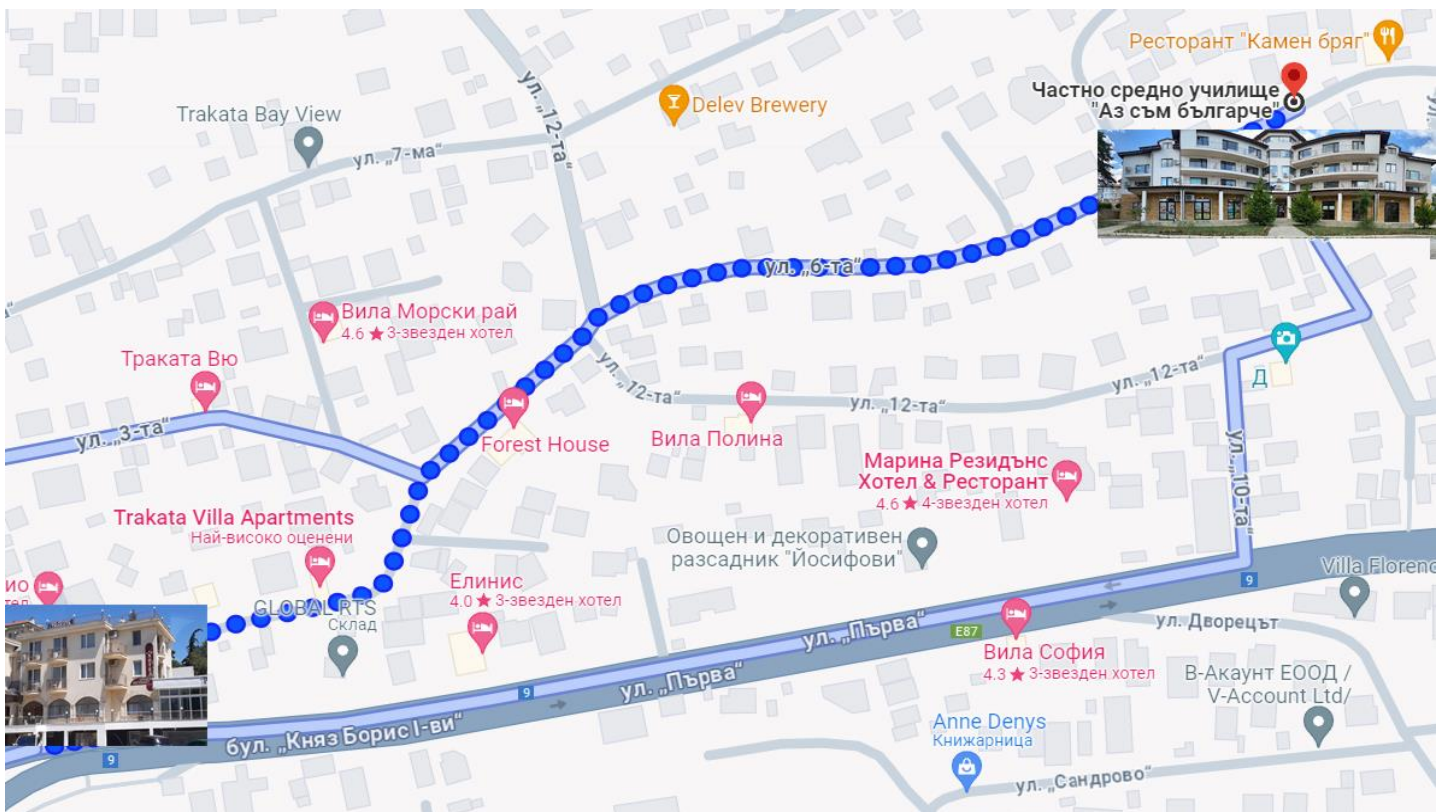 Ресторант "Камен бряг"
Частно средно училище
"Аз съм българче"
Delev Brewery
Trakata Bay View
ул. „12-та"
ул. „7-ма"
ул. „6-та"
Вила Морски рай
4.6 ★ 3-звезден хотел
Траката Вю
ул. „12-та"
ул. „12-та"
ул. „12-та"
Д
ул. „3-та"
Forest House
Вила Полина
ул. „10-та"
Марина Резидънс
Хотел & Ресторант
4.6 ★ 4-звезден хотел
Trakata Villa Apartments
Най-високо оценени
Овощен и декоративен
разсадник "Йосифови"
Villa Florenc
9
ио
тел
Елинис
4.0 ★ 3-звезден хотел
GLOBAL RTS
Склад
ул. „Първа"
E87
ул. Дворецът
Вила София
4.3 ★ 3-звезден хотел
В-Акаунт ЕООД /
V-Account Ltd/
9
ул. „Първа"
бул. „Княз Борис I-ви"
9
Anne Denys
Книжарница
ул. „Сандрово"